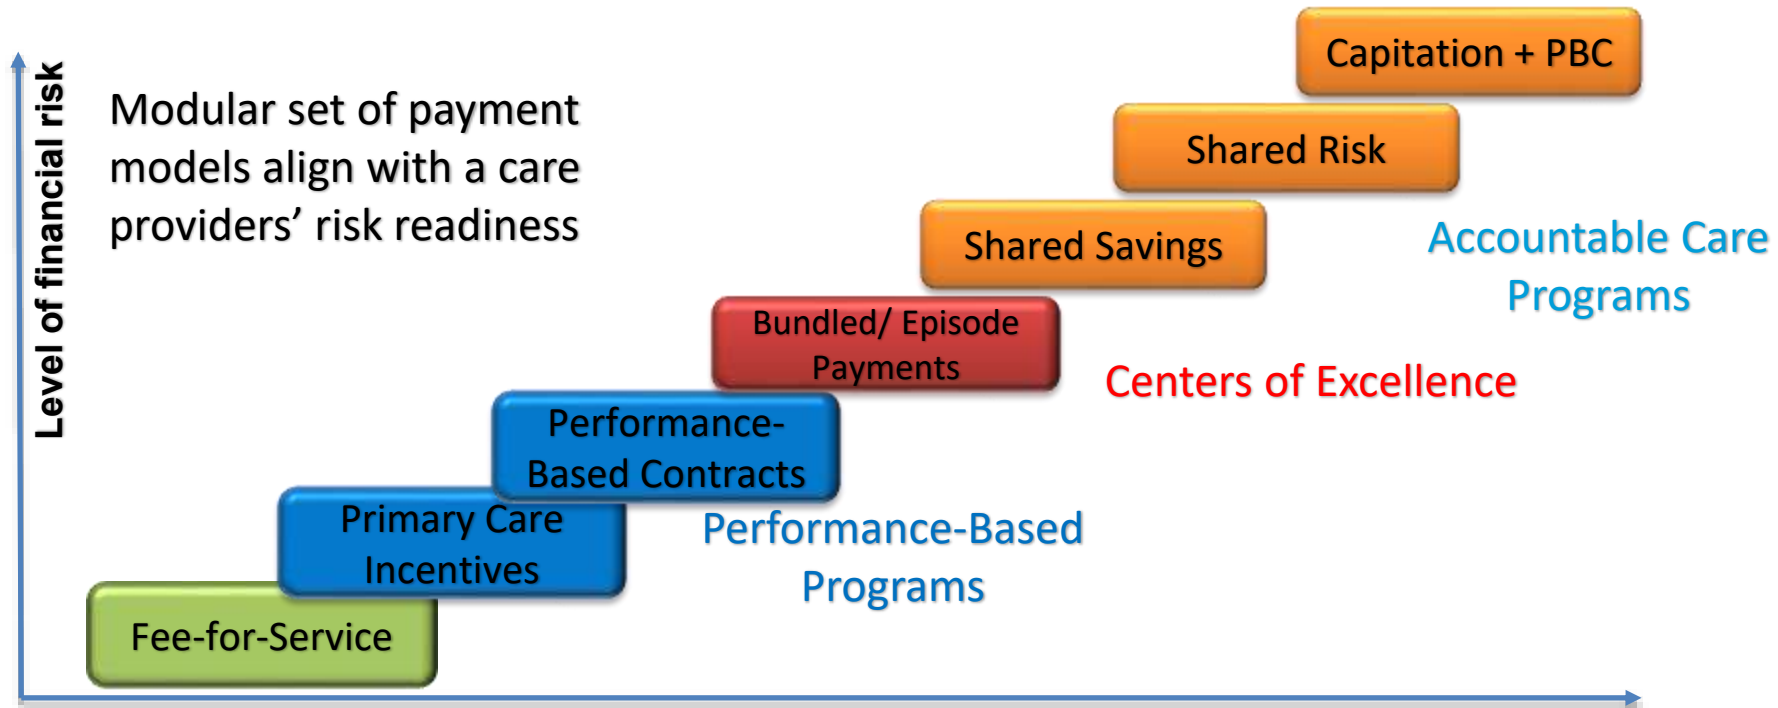 Level of financial risk
Modular set of payment
models align with a care
providers’ risk readiness
Capitation + PBC
Shared Risk
Shared Savings
Accountable Care
Programs
Bundled/ Episode
Payments
Centers of Excellence
Performance-
Based Contracts
Performance-Based
Programs
Primary Care
Incentives
Fee-for-Service